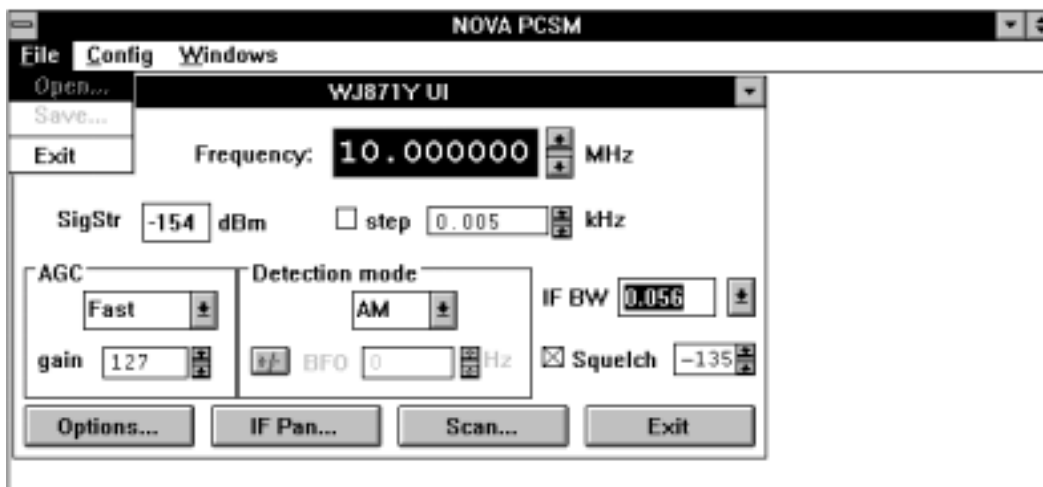 NOVA PCSM
File Config Windows
Open...
Save...
Exit
WJ871Y UI
Frequency: 10.000000 MHz
SigStr -154 dBm step 0.005 kHz
AGC
Fast
gain 127
Detection mode
AM
+/- BFO 0 Hz
IF BW 0.056
Squelch -135
Options... IF Pan... Scan... Exit